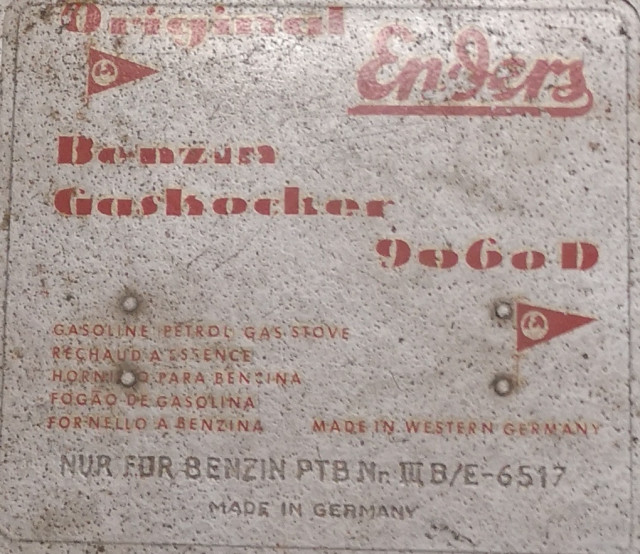 Original
Enders
Benzin
Gaskocher
9060 D
GASOLINE PETROL GAS STOVE
RECHAUD A ESSENCE
HORNILLO PARA BENZINA
FOGÃO DE GASOLINA
FORNELLO A BENZINA
MADE IN WESTERN GERMANY
NUR FÜR BENZIN PTB Nr. III B/E-6517
MADE IN GERMANY